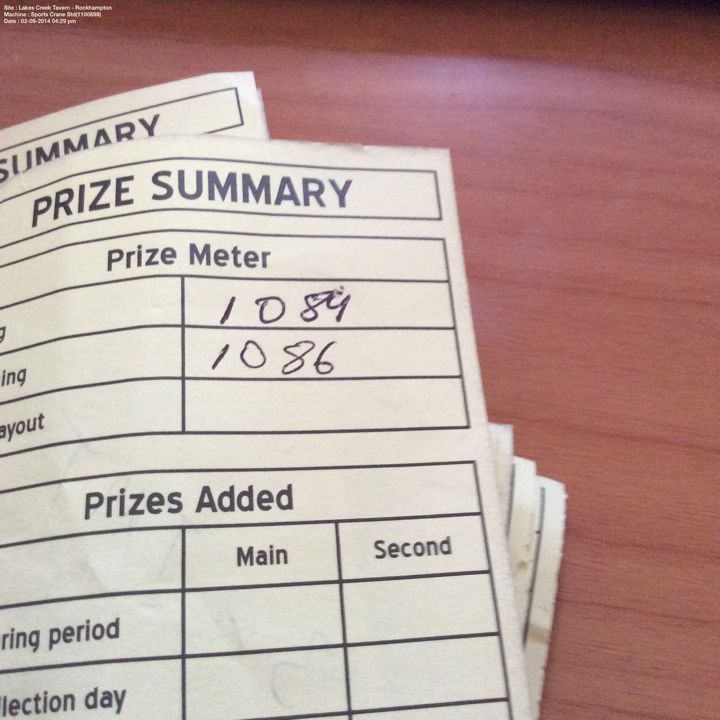 Site : Lakes Creek Tavern - Rockhampton
Machine : Sports Crane Std(1100698)
Date : 02-09-2014 04:29 pm
SUMMARY
PRIZE SUMMARY
Prize Meter
g 1089
ing 1086
ayout
Prizes Added
Main Second
ring period
llection day